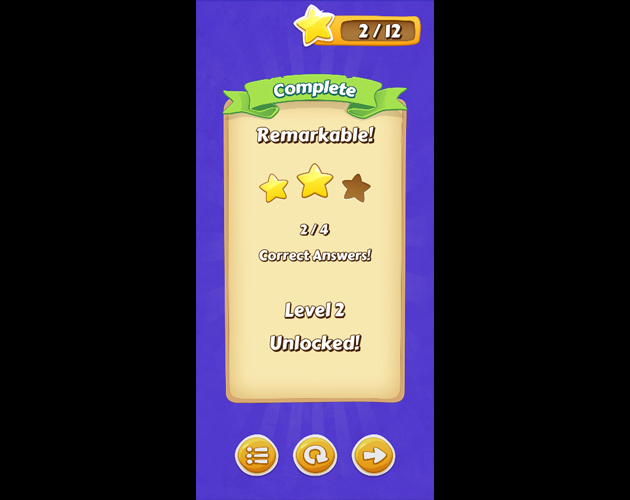 2 / 12
Complete
Remarkable!
2 / 4
Correct Answers!
Level 2
Unlocked!